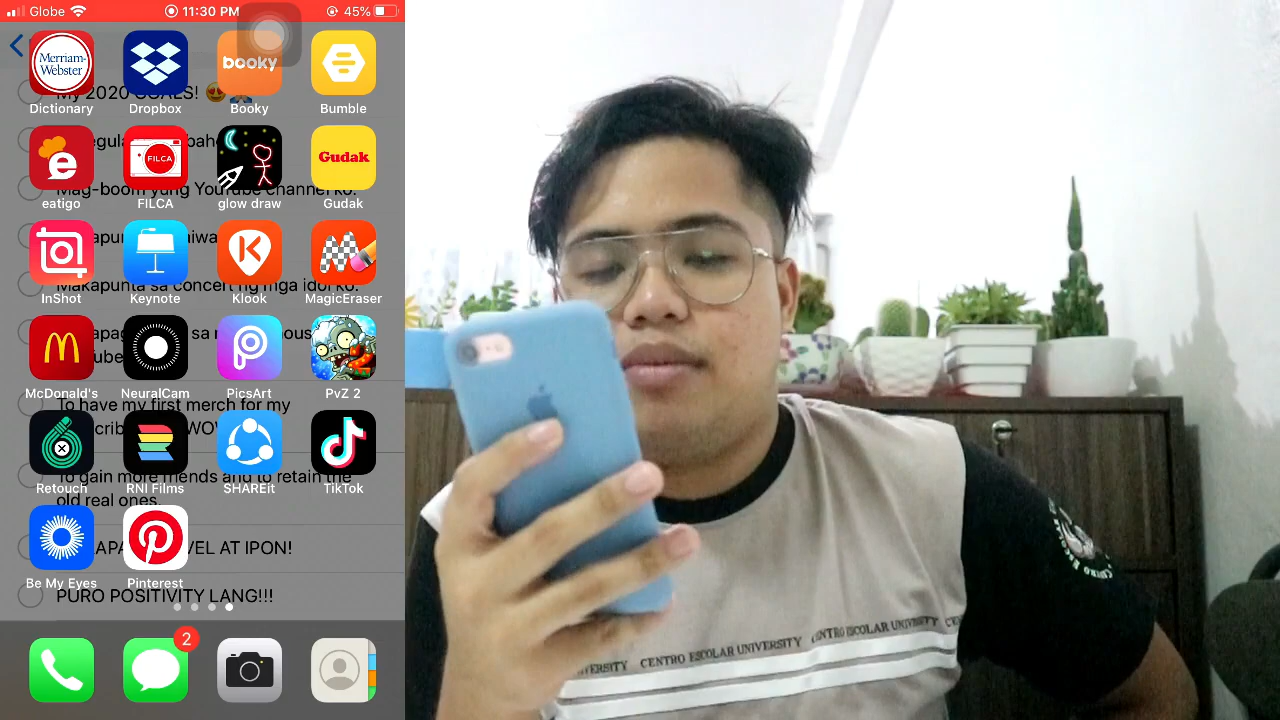 Globe 11:30 PM 45%
Merriam-Webster
booky
Dictionary Dropbox Booky Bumble
My 2020
e FILCA Gudak
eatigo FILCA glow draw Gudak
Mag-boom yung YouTube channel ko.
K
InShot Keynote Klook MagicEraser
Makapunta sa concert ng mga idol ko.
McDonald's NeuralCam PicsArt PvZ 2
To have my first merch for my
Retouch RNI Films SHAREit TikTok
To gain more friends and to retain the
old real ones.
AT IPON!
Be My Eyes Pinterest
PURO POSITIVITY LANG!!!
2
CENTRO ESCOLAR UNIVERSITY
CENTRO ESCOLAR UNIVERSITY